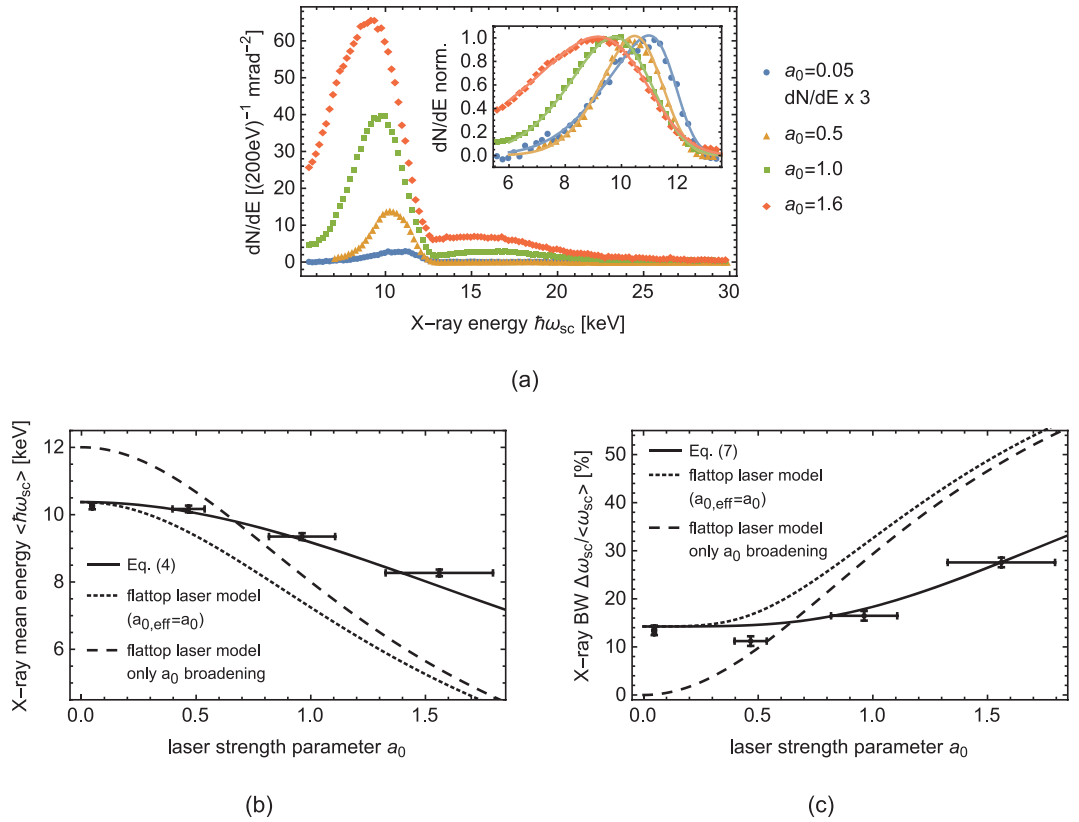 dN/dE [(200eV)⁻¹ mrad⁻²]
60
50
40
30
20
10
0
10
15
20
25
30
X−ray energy ℏω_sc [keV]
dN/dE norm.
1.0
0.8
0.6
0.4
0.2
0.0
6
8
10
12
a₀=0.05
dN/dE x 3
a₀=0.5
a₀=1.0
a₀=1.6
(a)
X−ray mean energy <ℏω_sc> [keV]
12
10
8
6
Eq. (4)
flattop laser model
(a₀,eff=a₀)
flattop laser model
only a₀ broadening
0.0
0.5
1.0
1.5
laser strength parameter a₀
(b)
X−ray BW Δω_sc/<ω_sc> [%]
50
40
30
20
10
0
Eq. (7)
flattop laser model
(a₀,eff=a₀)
flattop laser model
only a₀ broadening
0.0
0.5
1.0
1.5
laser strength parameter a₀
(c)